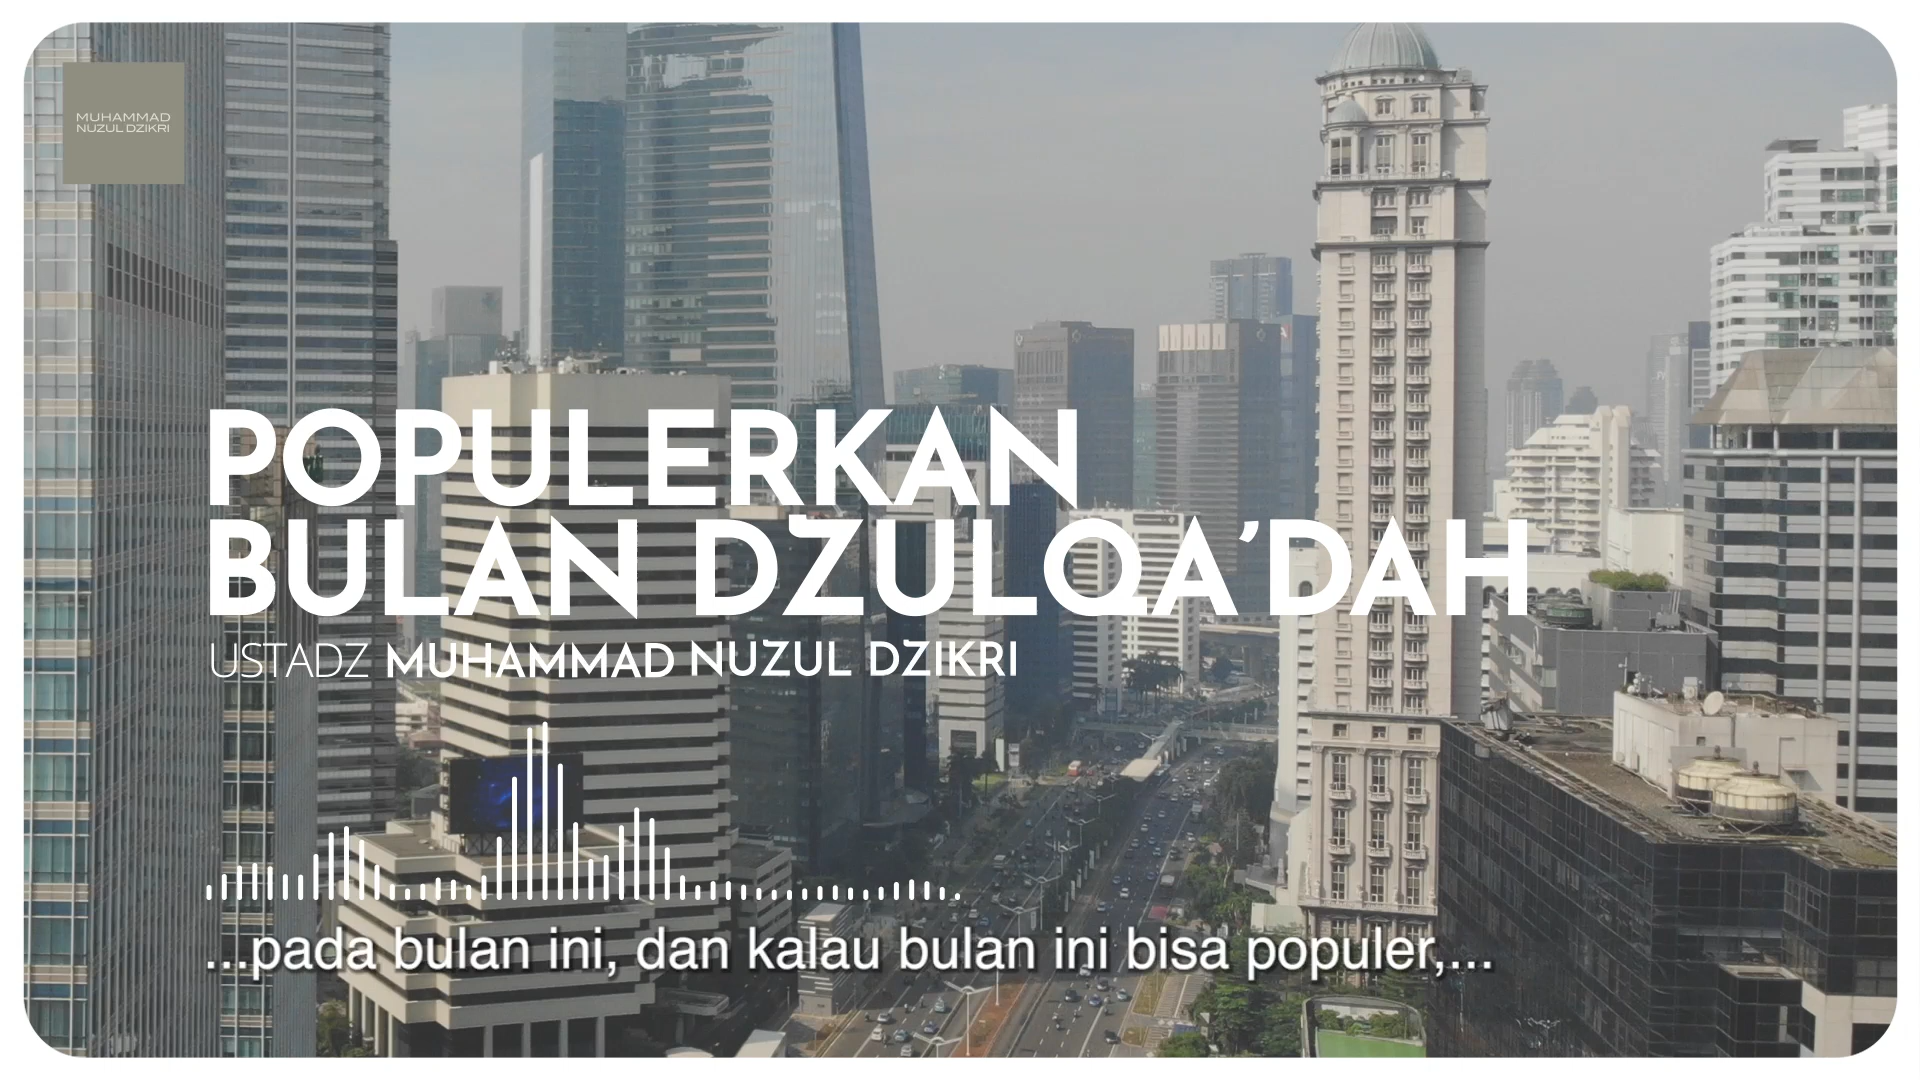 MUHAMMAD
NUZUL DZIKRI
POPULERKAN
BULAN DZULQA'DAH
USTADZ MUHAMMAD NUZUL DZIKRI
...pada bulan ini, dan kalau bulan ini bisa populer,...